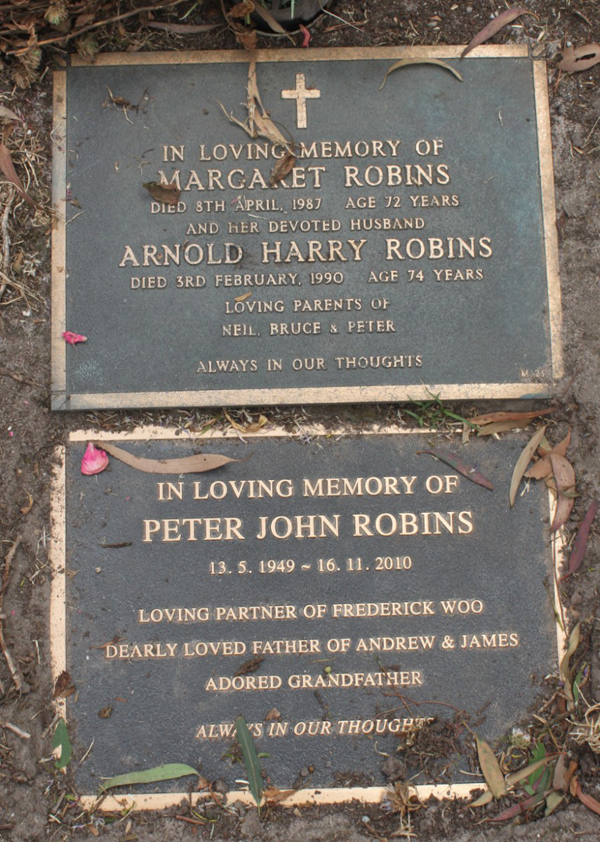 IN LOVING MEMORY OF
MARGARET ROBINS
DIED 8TH APRIL, 1987 AGE 72 YEARS
AND HER DEVOTED HUSBAND
ARNOLD HARRY ROBINS
DIED 3RD FEBRUARY, 1990 AGE 74 YEARS
LOVING PARENTS OF
NEIL, BRUCE & PETER
ALWAYS IN OUR THOUGHTS
IN LOVING MEMORY OF
PETER JOHN ROBINS
13. 5. 1949 ~ 16. 11. 2010
LOVING PARTNER OF FREDERICK WOO
DEARLY LOVED FATHER OF ANDREW & JAMES
ADORED GRANDFATHER
ALWAYS IN OUR THOUGHTS